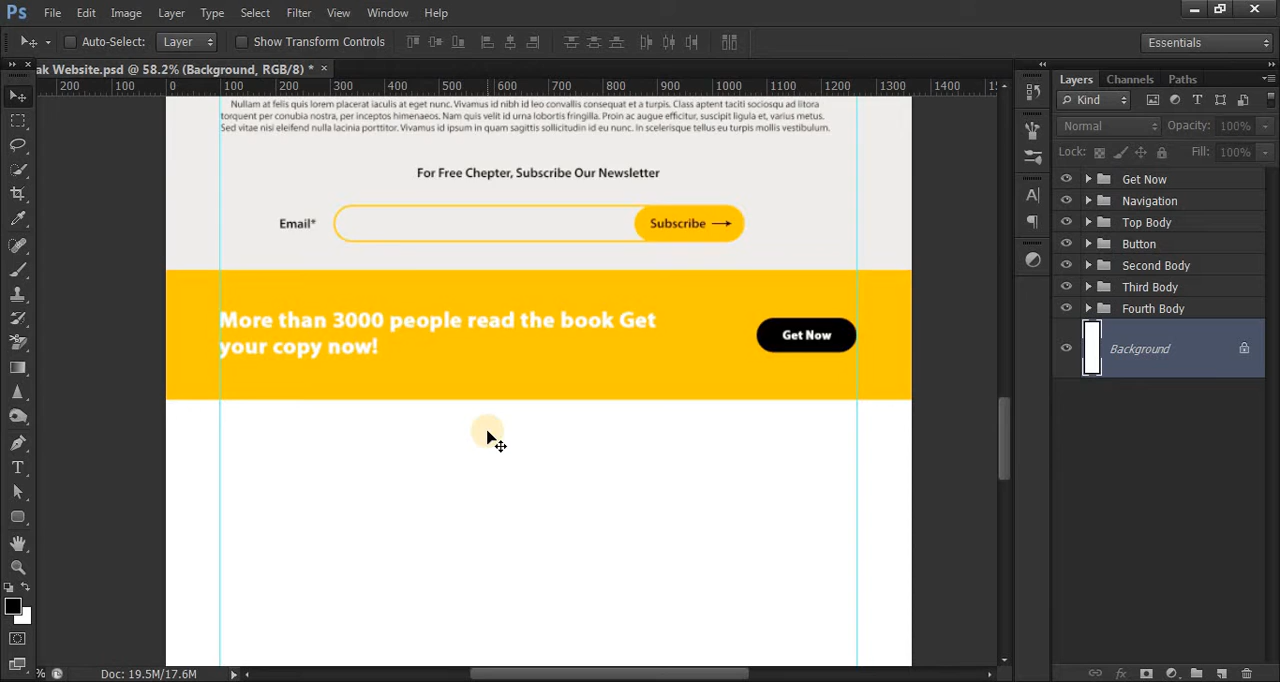 Ps File Edit Image Layer Type Select Filter View Window Help
Auto-Select: Layer Show Transform Controls Essentials
ak Website.psd @ 58.2% (Background, RGB/8) * ×
200 100 0 100 200 300 400 500 600 700 800 900 1000 1100 1200 1300 1400
Layers Channels Paths
Kind
Normal Opacity: 100%
Lock: Fill: 100%
Get Now
Navigation
Top Body
Button
Second Body
Third Body
Fourth Body
Background
Nullam at felis quis lorem placerat iaculis at eget nunc. Vivamus id nibh id leo convallis consequat et a turpis. Class aptent taciti sociosqu ad litora
torquent per conubia nostra, per inceptos himenaeos. Nam quis velit id urna lobortis fringilla. Proin ac augue efficitur, suscipit ligula et, varius metus.
Sed vitae nisi eleifend nulla lacinia porttitor. Vivamus id ipsum in quam sagittis sollicitudin id eu nunc. In scelerisque tellus eu turpis mollis vestibulum.
For Free Chepter, Subscribe Our Newsletter
Email* Subscribe
More than 3000 people read the book Get
your copy now!
Get Now
% Doc: 19.5M/17.6M